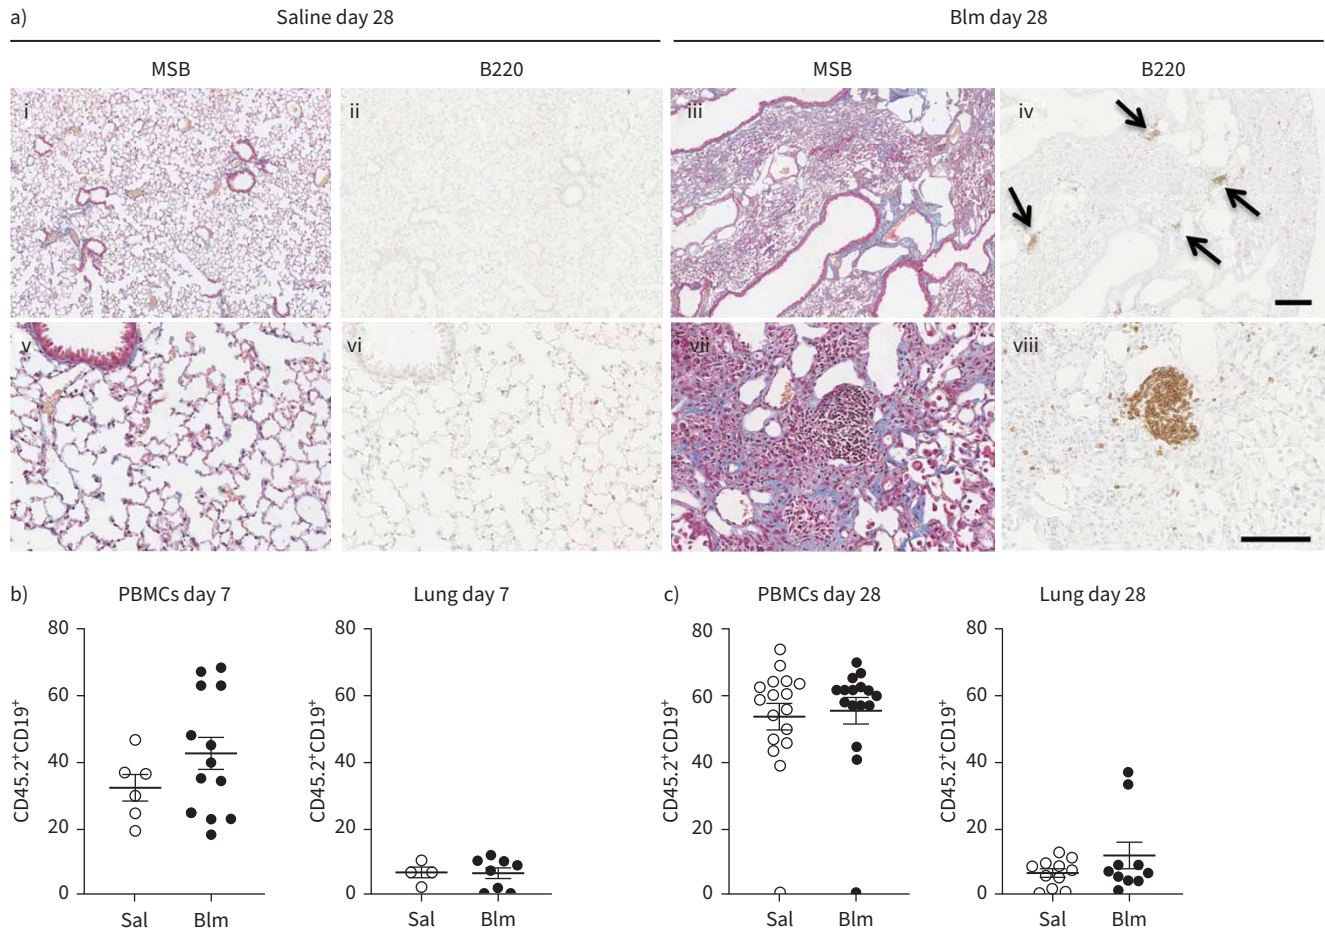 a) Saline day 28 Blm day 28
MSB B220 MSB B220
i ii iii iv
v vi vii viii
b) PBMCs day 7 Lung day 7 c) PBMCs day 28 Lung day 28
80 80 80 80
60 60 60 60
40 40 40 40
20 20 20 20
0 0 0 0
CD45.2⁺CD19⁺ CD45.2⁺CD19⁺ CD45.2⁺CD19⁺ CD45.2⁺CD19⁺
Sal Blm Sal Blm Sal Blm Sal Blm